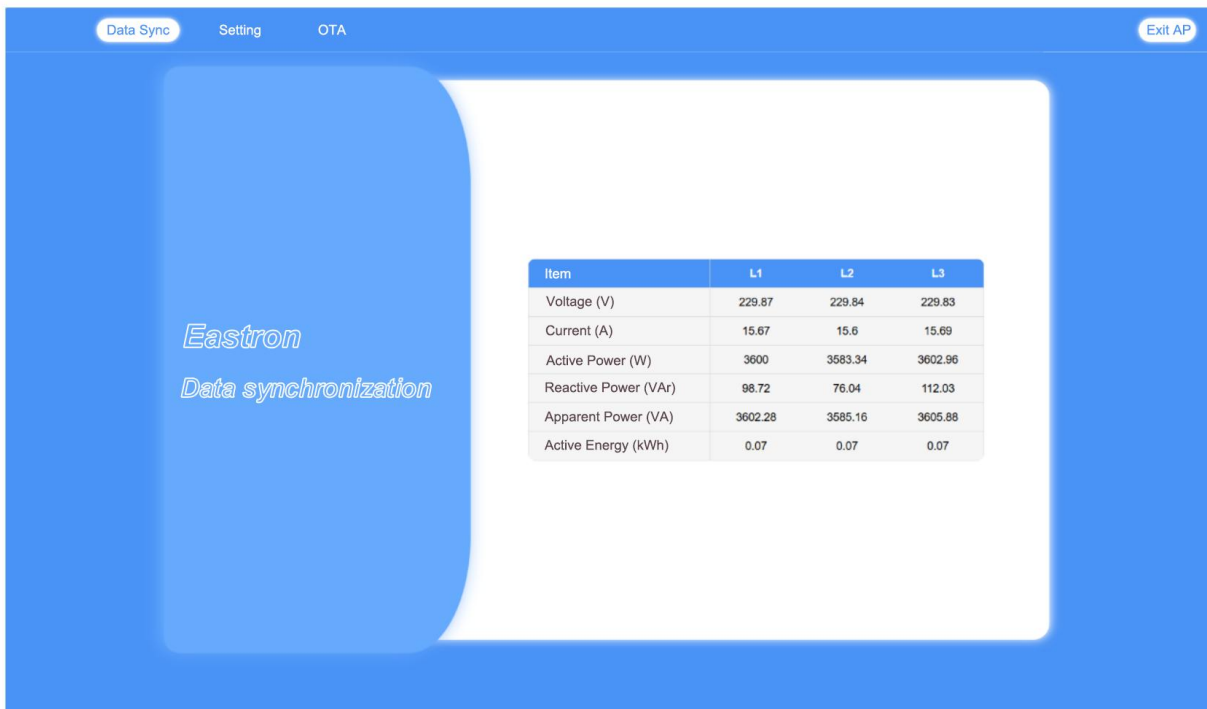 Data Sync Setting OTA Exit AP
Eastron
Data synchronization
Item L1 L2 L3
Voltage (V) 229.87 229.84 229.83
Current (A) 15.67 15.6 15.69
Active Power (W) 3600 3583.34 3602.96
Reactive Power (VAr) 98.72 76.04 112.03
Apparent Power (VA) 3602.28 3585.16 3605.88
Active Energy (kWh) 0.07 0.07 0.07